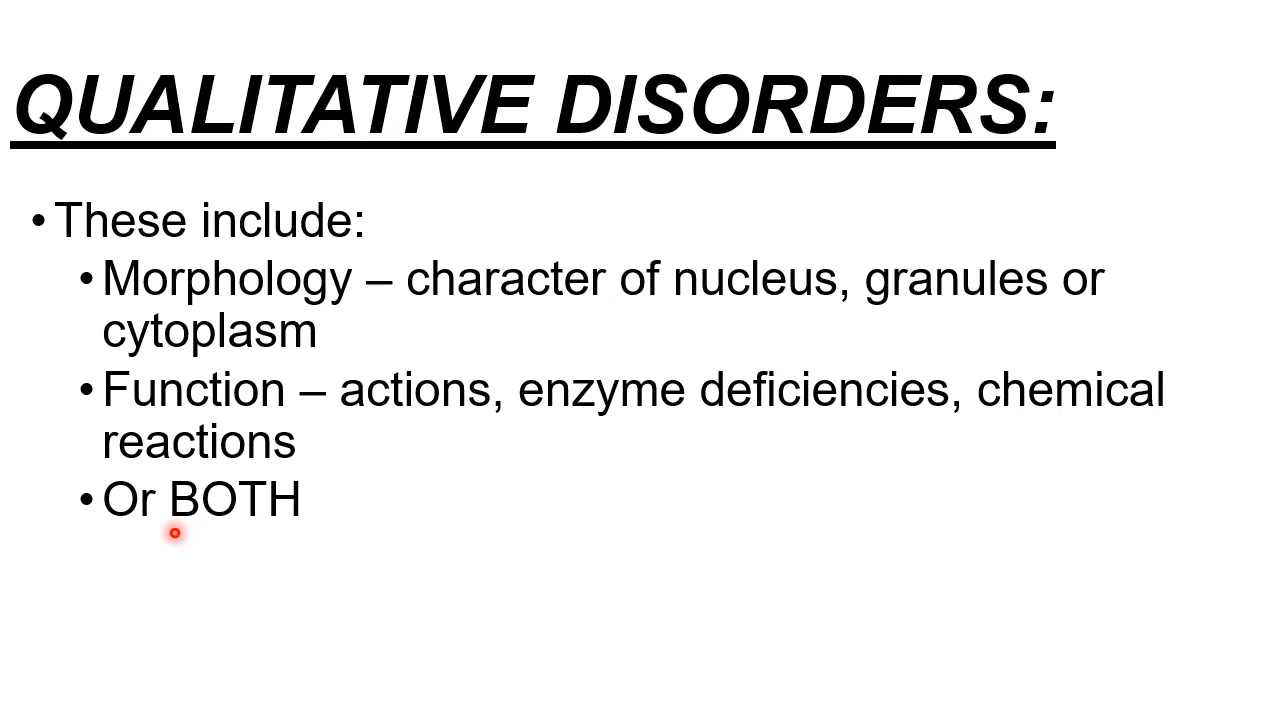 QUALITATIVE DISORDERS:
• These include:
• Morphology – character of nucleus, granules or
cytoplasm
• Function – actions, enzyme deficiencies, chemical
reactions
• Or BOTH